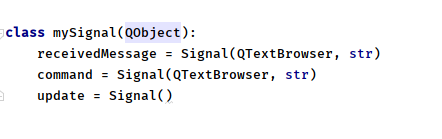 class mySignal(QObject):
    receivedMessage = Signal(QTextBrowser, str)
    command = Signal(QTextBrowser, str)
    update = Signal()